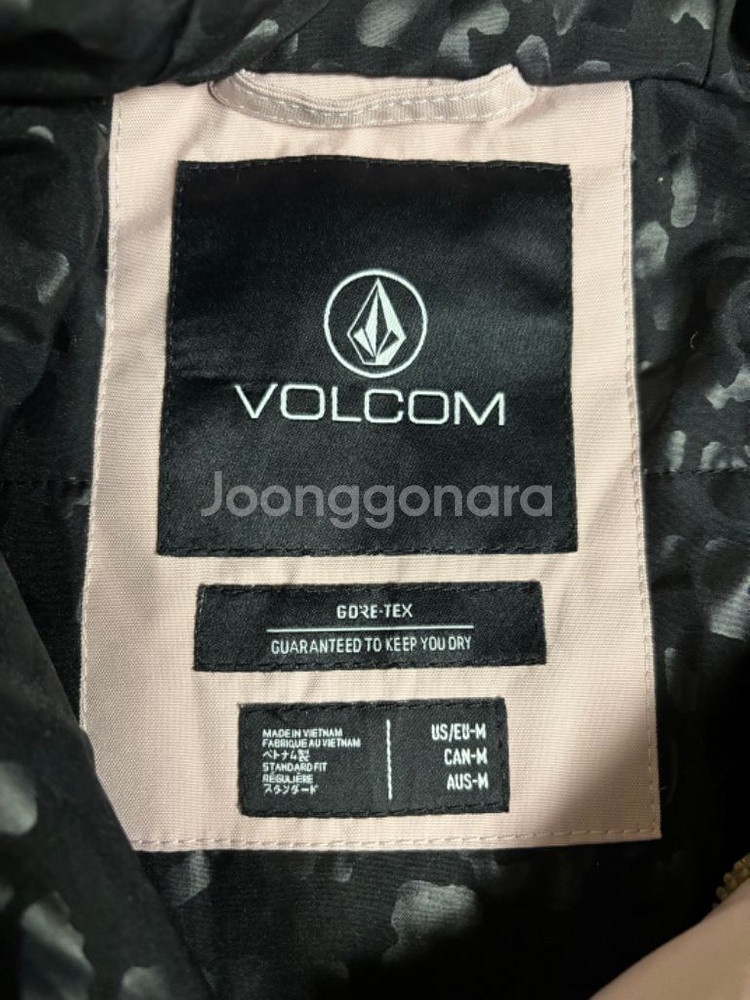 VOLCOM
Joonggonara
GORE-TEX
GUARANTEED TO KEEP YOU DRY
MADE IN VIETNAM
FABRIQUE AU VIETNAM
ベトナム製
STANDARD FIT
RÉGULIÈRE
スタンダード
US/EU-M
CAN-M
AUS-M